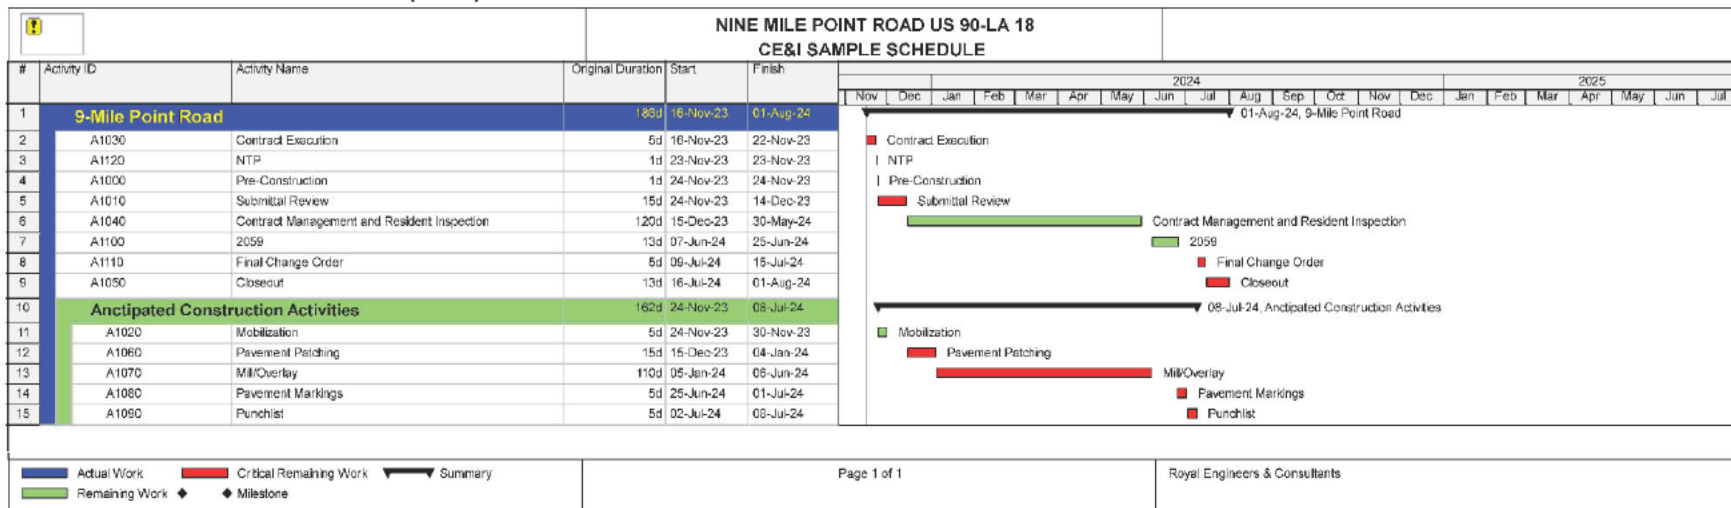 NINE MILE POINT ROAD US 90-LA 18
CE&I SAMPLE SCHEDULE
# Activity ID Activity Name Original Duration Start Finish
2024 2025
Nov Dec Jan Feb Mar Apr May Jun Jul Aug Sep Oct Nov Dec Jan Feb Mar Apr May Jun Jul
1 9-Mile Point Road 186d 16-Nov-23 01-Aug-24 01-Aug-24, 9-Mile Point Road
2 A1030 Contract Execution 5d 16-Nov-23 22-Nov-23 Contract Execution
3 A1120 NTP 1d 23-Nov-23 23-Nov-23 NTP
4 A1000 Pre-Construction 1d 24-Nov-23 24-Nov-23 Pre-Construction
5 A1010 Submittal Review 15d 24-Nov-23 14-Dec-23 Submittal Review
6 A1040 Contract Management and Resident Inspection 120d 15-Dec-23 30-May-24 Contract Management and Resident Inspection
7 A1100 2059 13d 07-Jun-24 25-Jun-24 2059
8 A1110 Final Change Order 5d 09-Jul-24 15-Jul-24 Final Change Order
9 A1050 Closeout 13d 16-Jul-24 01-Aug-24 Closeout
10 Anctipated Construction Activities 162d 24-Nov-23 08-Jul-24 08-Jul-24, Anctipated Construction Activities
11 A1020 Mobilization 5d 24-Nov-23 30-Nov-23 Mobilization
12 A1060 Pavement Patching 15d 15-Dec-23 04-Jan-24 Pavement Patching
13 A1070 Mill/Overlay 110d 05-Jan-24 06-Jun-24 Mill/Overlay
14 A1080 Pavement Markings 5d 25-Jun-24 01-Jul-24 Pavement Markings
15 A1090 Punchlist 5d 02-Jul-24 08-Jul-24 Punchlist
Actual Work Critical Remaining Work Summary Page 1 of 1 Royal Engineers & Consultants
Remaining Work Milestone